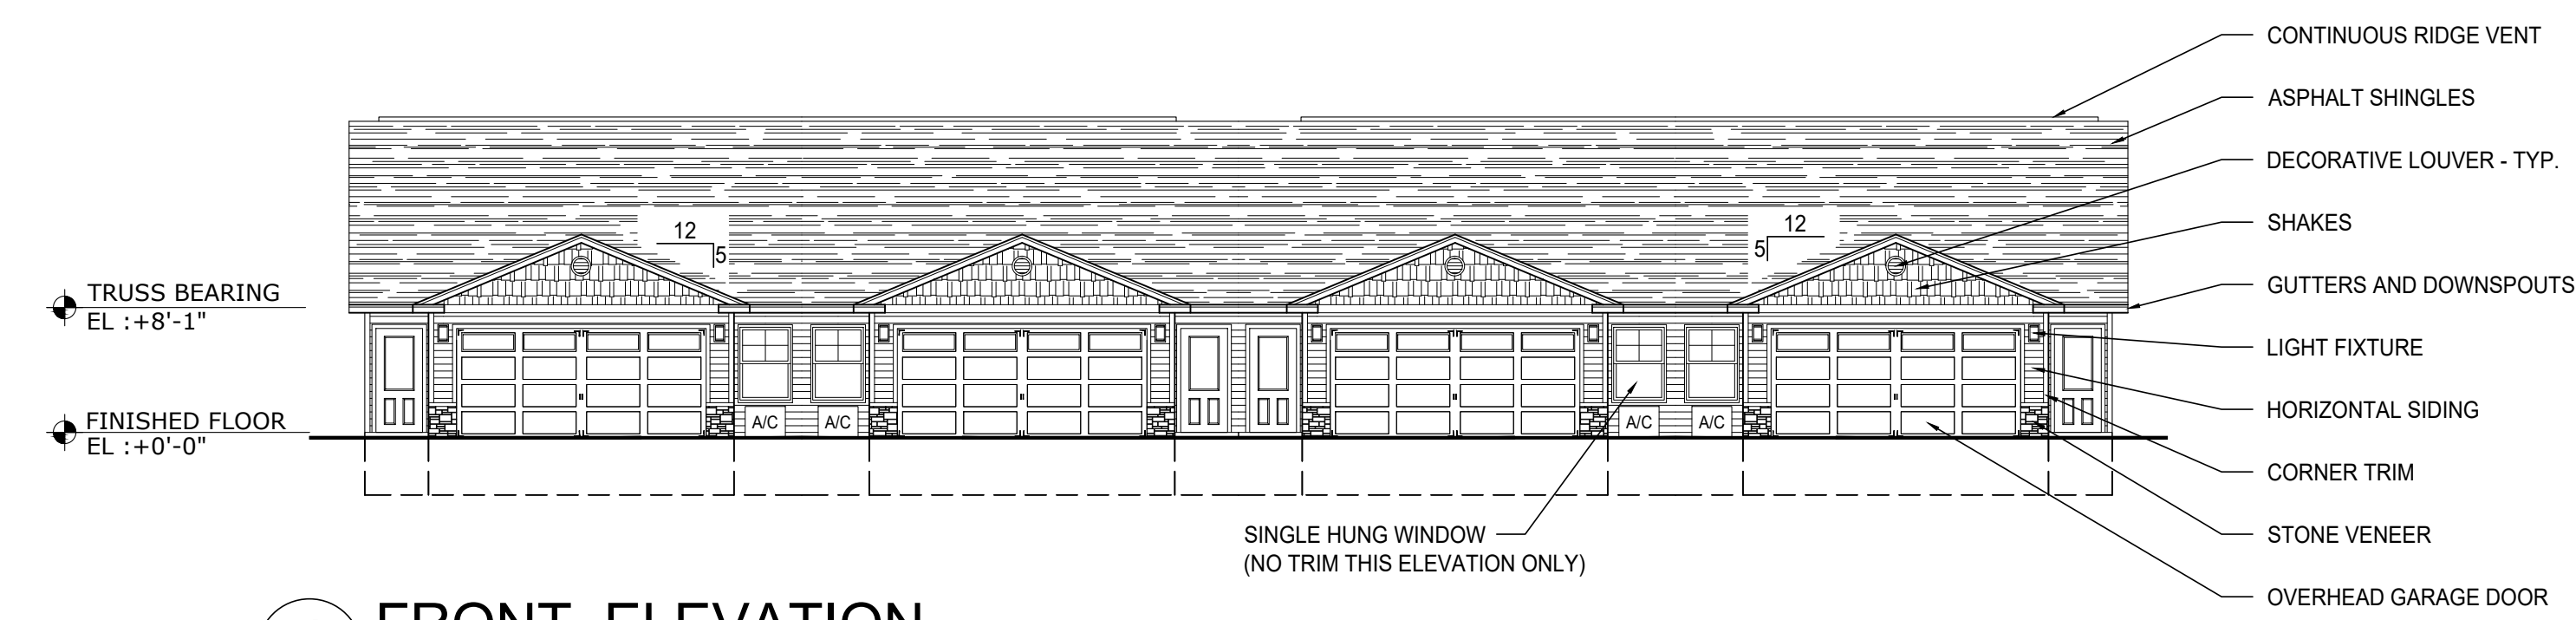 CONTINUOUS RIDGE VENT
ASPHALT SHINGLES
DECORATIVE LOUVER - TYP.
SHAKES
GUTTERS AND DOWNSPOUTS
LIGHT FIXTURE
HORIZONTAL SIDING
CORNER TRIM
STONE VENEER
OVERHEAD GARAGE DOOR
12
5
12
5
TRUSS BEARING
EL :+8'-1"
FINISHED FLOOR
EL :+0'-0"
A/C
A/C
A/C
A/C
SINGLE HUNG WINDOW
(NO TRIM THIS ELEVATION ONLY)
FRONT ELEVATION